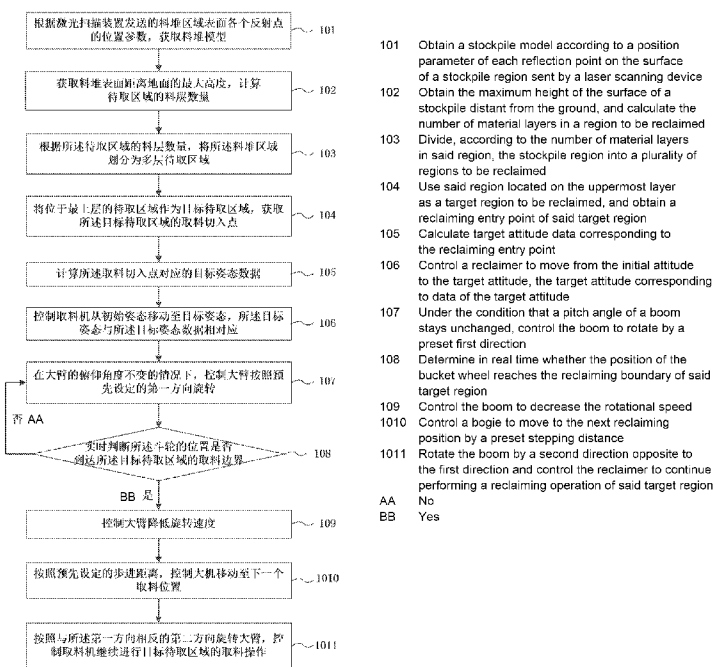 根据激光扫描装置发送的料堆区域表面各个反射点
的位置参数，获取料堆模型
101
获取料堆表面距离地面的最大高度，计算
待取区域的料层数量
102
根据所述待取区域的料层数量，将所述料堆区域
划分为多层待取区域
103
将位于最上层的待取区域作为目标待取区域，获取
所述目标待取区域的取料切入点
104
计算所述取料切入点对应的目标姿态数据
105
控制取料机从初始姿态移动至目标姿态，所述目标
姿态与所述目标姿态数据相对应
106
在大臂的俯仰角度不变的情况下，控制大臂按照预
先设定的第一方向旋转
107
否 AA
实时判断所述斗轮的位置是否
到达所述目标待取区域的取料边界
108
BB 是
控制大臂降低旋转速度
109
按照预先设定的步进距离，控制大机移动至下一个
取料位置
1010
按照与所述第一方向相反的第二方向旋转大臂，控
制取料机继续进行目标待取区域的取料操作
1011
101 Obtain a stockpile model according to a position
parameter of each reflection point on the surface
of a stockpile region sent by a laser scanning device
102 Obtain the maximum height of the surface of a
stockpile distant from the ground, and calculate the
number of material layers in a region to be reclaimed
103 Divide, according to the number of material layers
in said region, the stockpile region into a plurality of
regions to be reclaimed
104 Use said region located on the uppermost layer
as a target region to be reclaimed, and obtain a
reclaiming entry point of said target region
105 Calculate target attitude data corresponding to
the reclaiming entry point
106 Control a reclaimer to move from the initial attitude
to the target attitude, the target attitude corresponding
to data of the target attitude
107 Under the condition that a pitch angle of a boom
stays unchanged, control the boom to rotate by a
preset first direction
108 Determine in real time whether the position of the
bucket wheel reaches the reclaiming boundary of said
target region
109 Control the boom to decrease the rotational speed
1010 Control a bogie to move to the next reclaiming
position by a preset stepping distance
1011 Rotate the boom by a second direction opposite to
the first direction and control the reclaimer to continue
performing a reclaiming operation of said target region
AA No
BB Yes